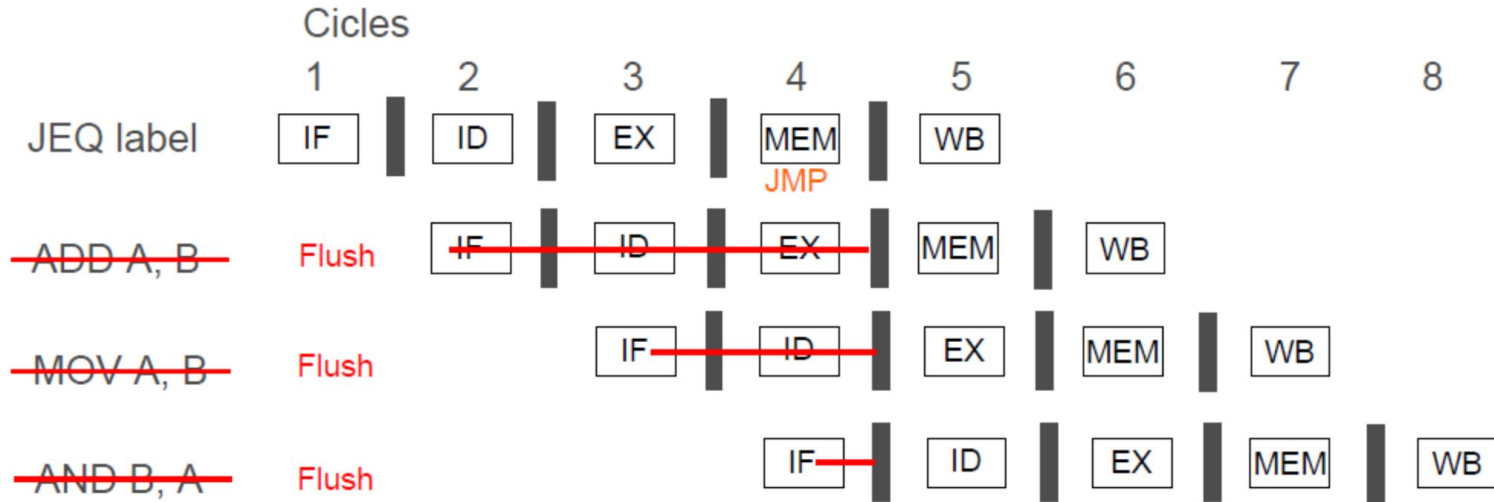 Cicles
1 2 3 4 5 6 7 8
JEQ label IF ID EX MEM WB
JMP
ADD A, B Flush IF ID EX MEM WB
MOV A, B Flush IF ID EX MEM WB
AND B, A Flush IF ID EX MEM WB